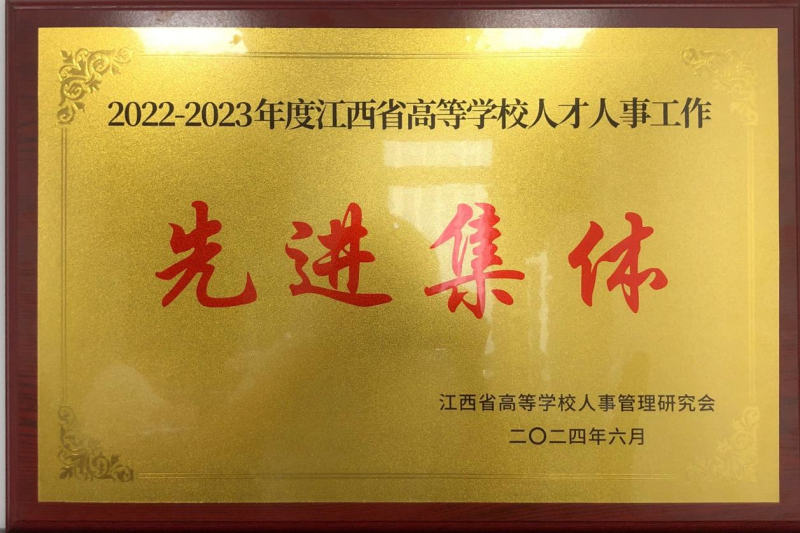 2022-2023年度江西省高等学校人才人事工作
先进集体
江西省高等学校人事管理研究会
二〇二四年六月